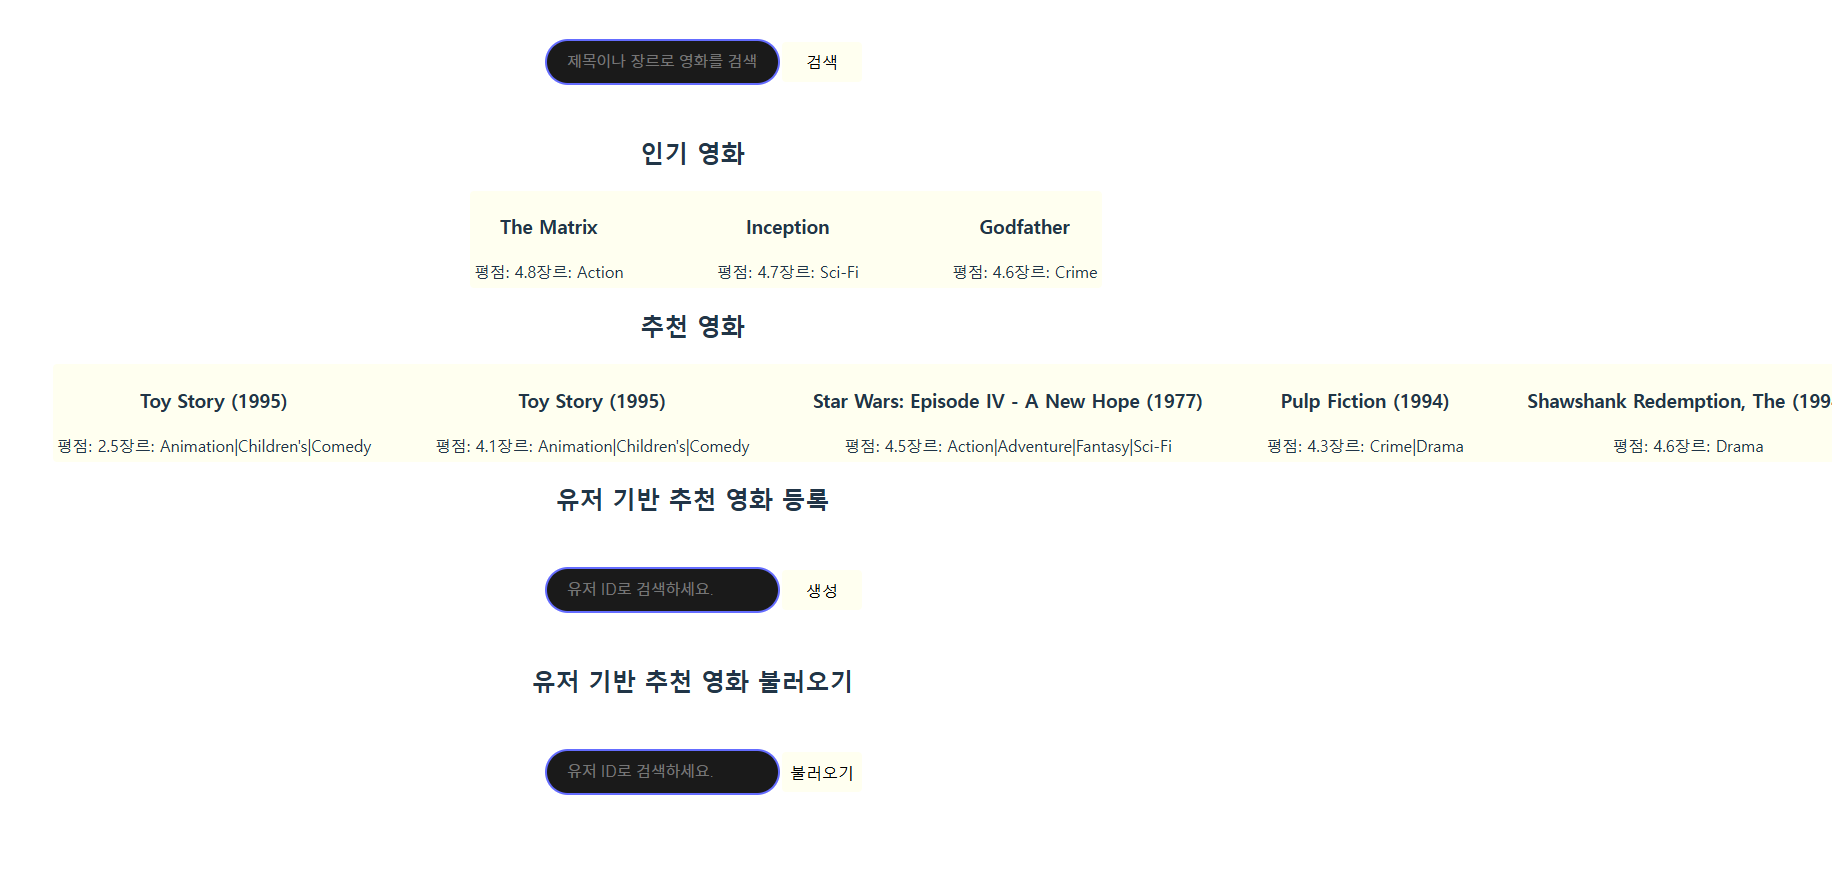 제목이나 장르로 영화를 검색 검색
인기 영화
The Matrix Inception Godfather
평점: 4.8장르: Action 평점: 4.7장르: Sci-Fi 평점: 4.6장르: Crime
추천 영화
Toy Story (1995) Toy Story (1995) Star Wars: Episode IV - A New Hope (1977) Pulp Fiction (1994) Shawshank Redemption, The
평점: 2.5장르: Animation|Children's|Comedy 평점: 4.1장르: Animation|Children's|Comedy 평점: 4.5장르: Action|Adventure|Fantasy|Sci-Fi 평점: 4.3장르: Crime|Drama 평점: 4.6장르: Drama
유저 기반 추천 영화 등록
유저 ID로 검색하세요. 생성
유저 기반 추천 영화 불러오기
유저 ID로 검색하세요. 불러오기